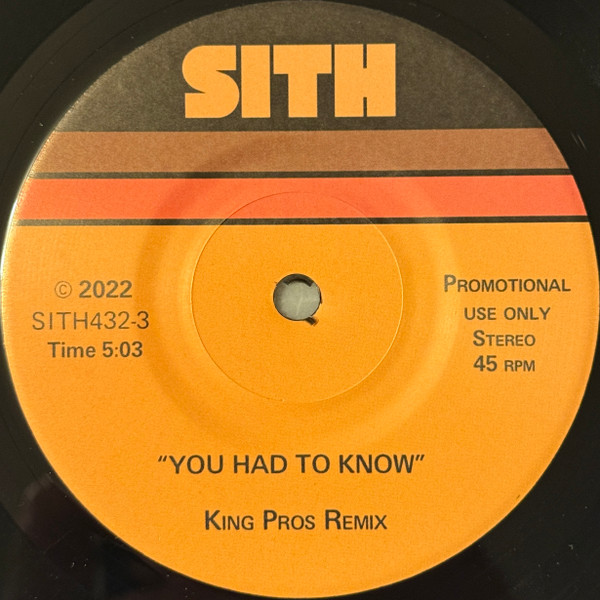 SITH
© 2022
SITH432-3
Time 5:03
PROMOTIONAL
USE ONLY
STEREO
45 RPM
“YOU HAD TO KNOW”
KING PROS REMIX